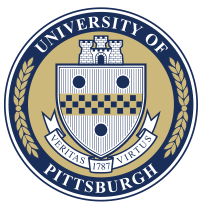 UNIVERSITY OF
VERITAS 1787 VIRTUS
PITTSBURGH